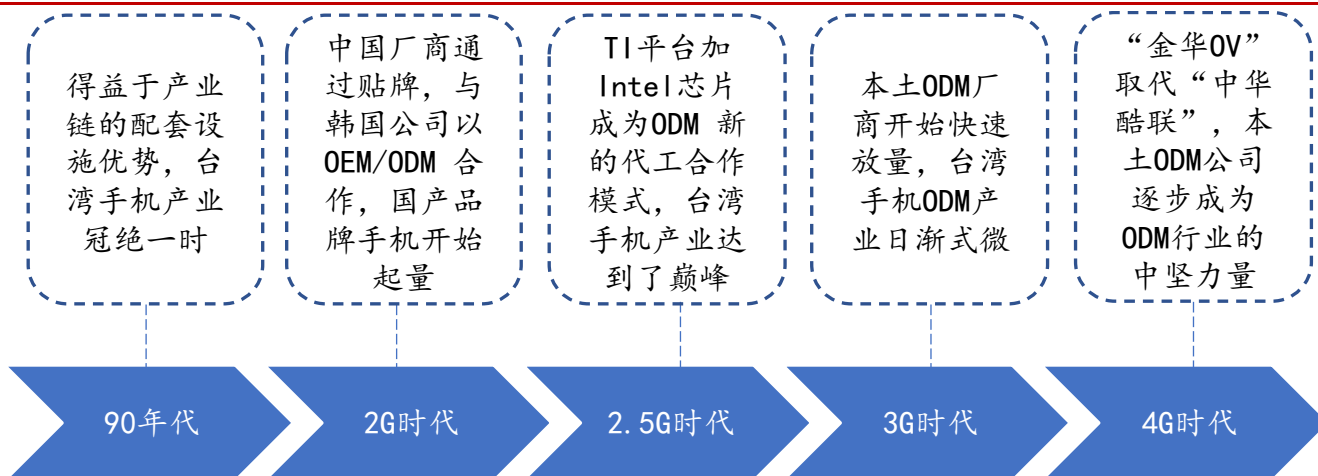 得益于产业
链的配套设
施优势，台
湾手机产业
冠绝一时
中国厂商通
过贴牌，与
韩国公司以
OEM/ODM 合
作，国产品
牌手机开始
起量
TI平台加
Intel芯片
成为ODM 新
的代工合作
模式，台湾
手机产业达
到了巅峰
本土ODM厂
商开始快速
放量，台湾
手机ODM产
业日渐式微
“金华OV”
取代“中华
酷联”，本
土ODM公司
逐步成为
ODM行业的
中坚力量
90年代
2G时代
2.5G时代
3G时代
4G时代